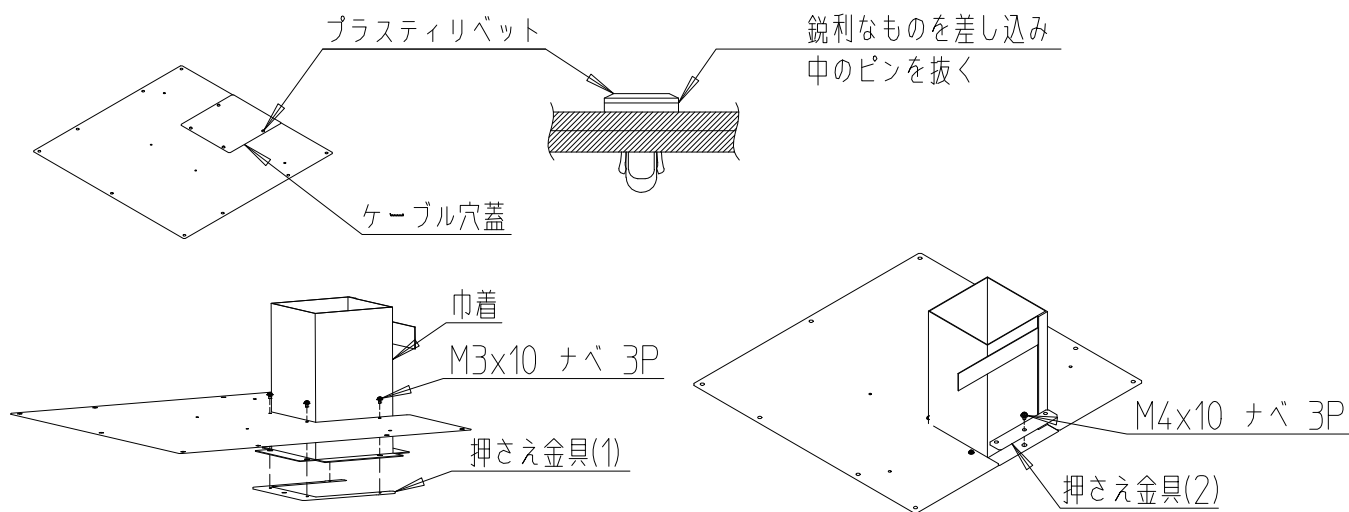 プラスティリベット
鋭利なものを差し込み
中のピンを抜く
ケーブル穴蓋
巾着
M3x10 ナベ 3P
押さえ金具(1)
M4x10 ナベ 3P
押さえ金具(2)